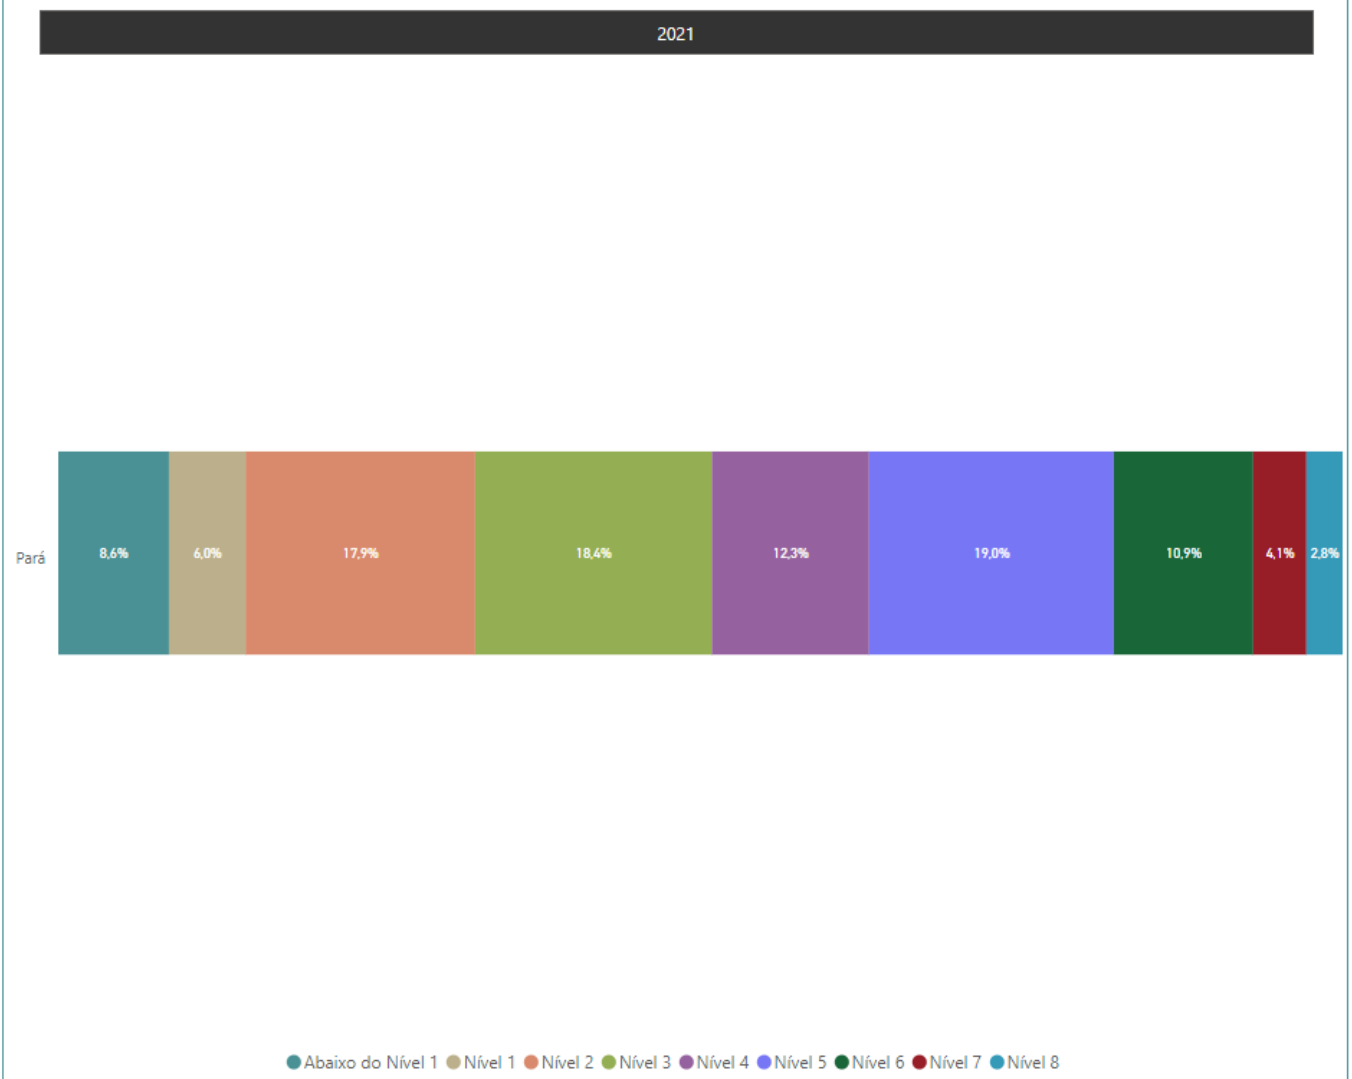 2021
Pará 8,6% 6,0% 17,9% 18,4% 12,3% 19,0% 10,9% 4,1% 2,8%
Abaixo do Nível 1 Nível 1 Nível 2 Nível 3 Nível 4 Nível 5 Nível 6 Nível 7 Nível 8